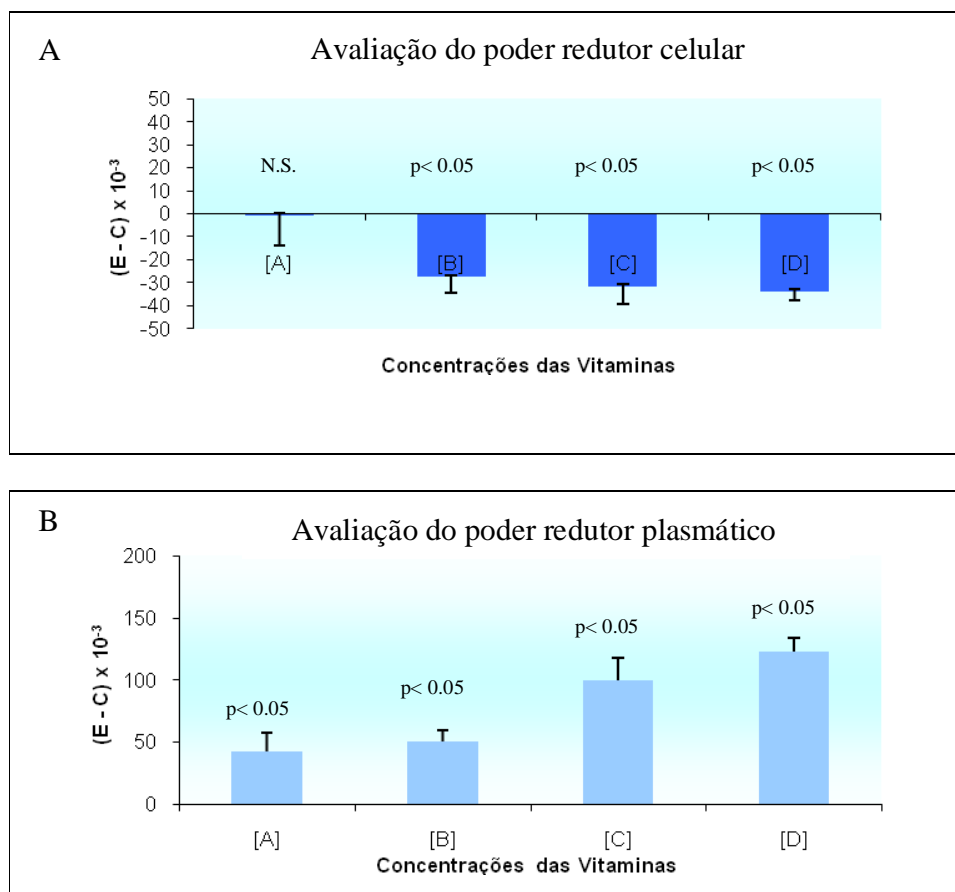 A
Avaliação do poder redutor celular
50
40
30
20
10
0
-10
-20
-30
-40
-50
(E - C) x 10⁻³
N.S.
p< 0.05
p< 0.05
p< 0.05
[A]
[B]
[C]
[D]
Concentrações das Vitaminas
B
Avaliação do poder redutor plasmático
200
150
100
50
0
(E - C) x 10⁻³
p< 0.05
p< 0.05
p< 0.05
p< 0.05
[A]
[B]
[C]
[D]
Concentrações das Vitaminas